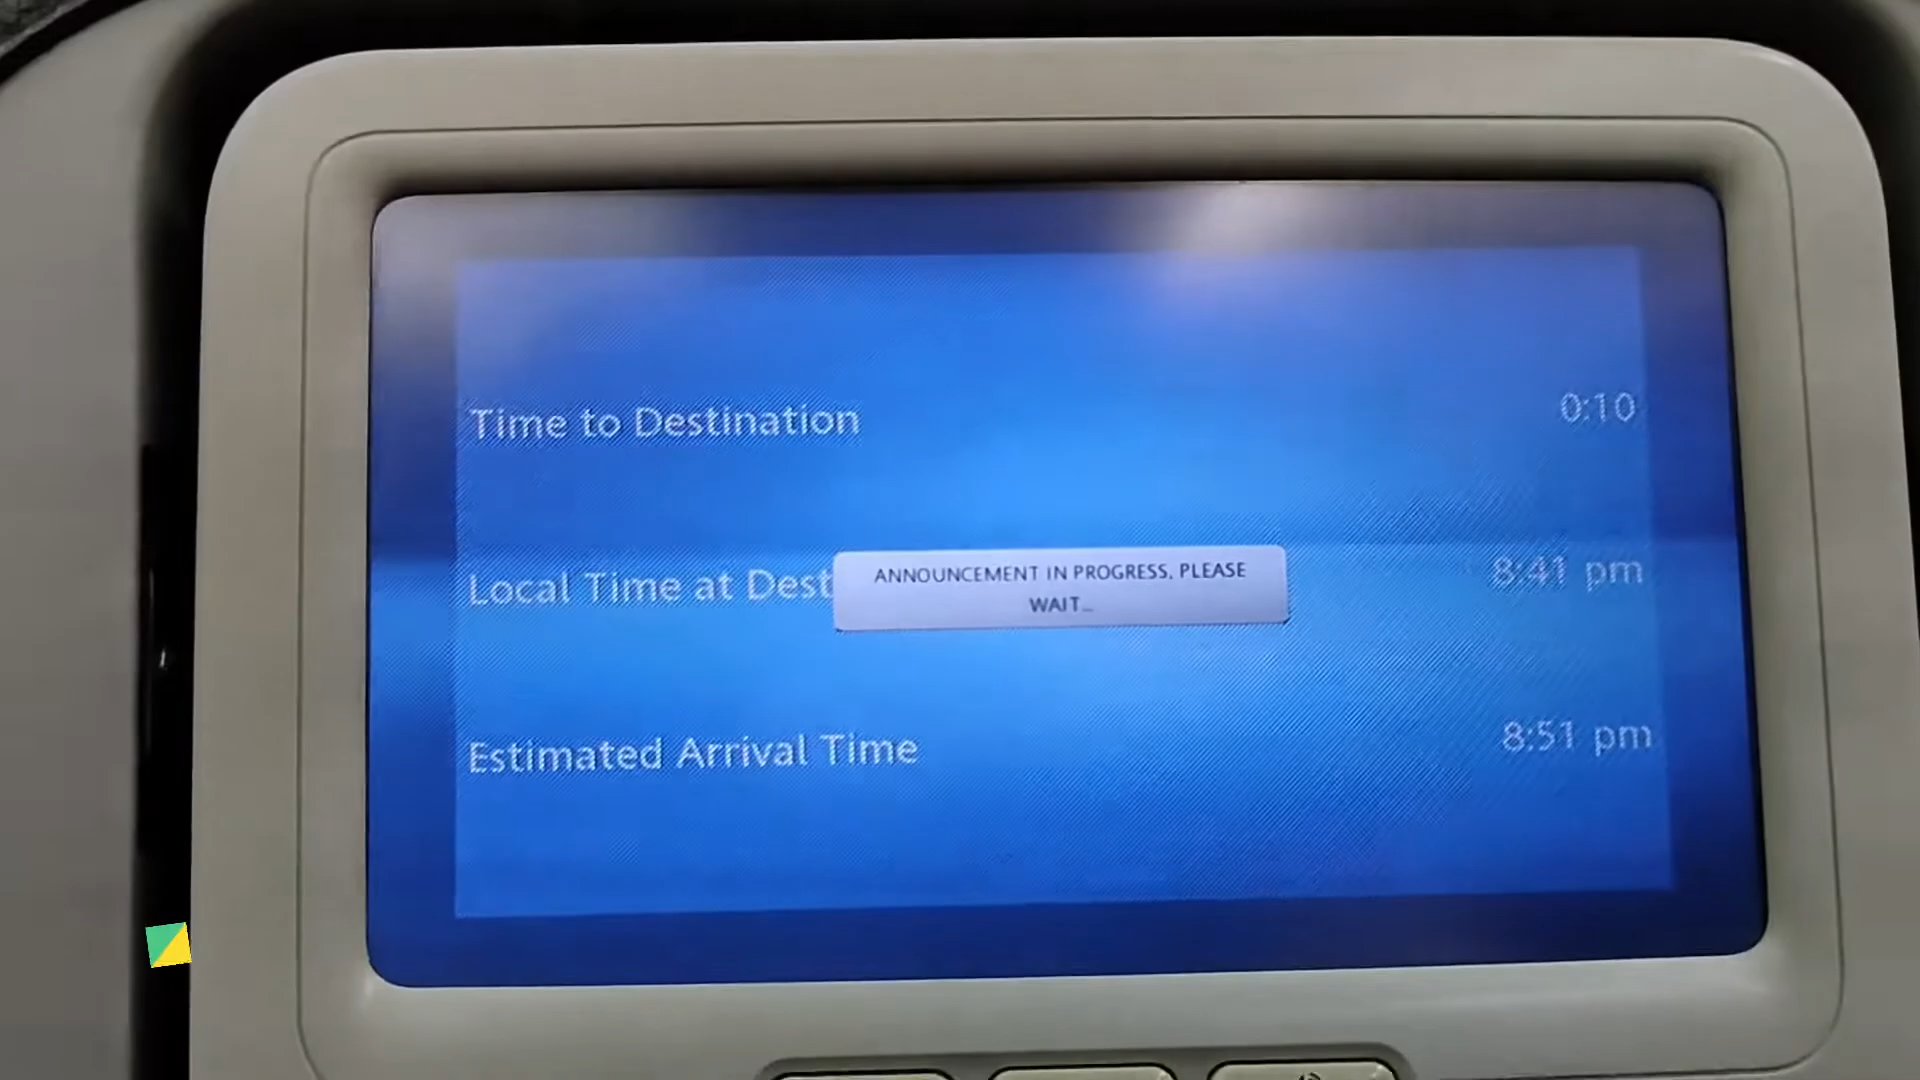 Time to Destination 0:10
ANNOUNCEMENT IN PROGRESS, PLEASE
WAIT...
Local Time at Dest 8:41 pm
Estimated Arrival Time 8:51 pm